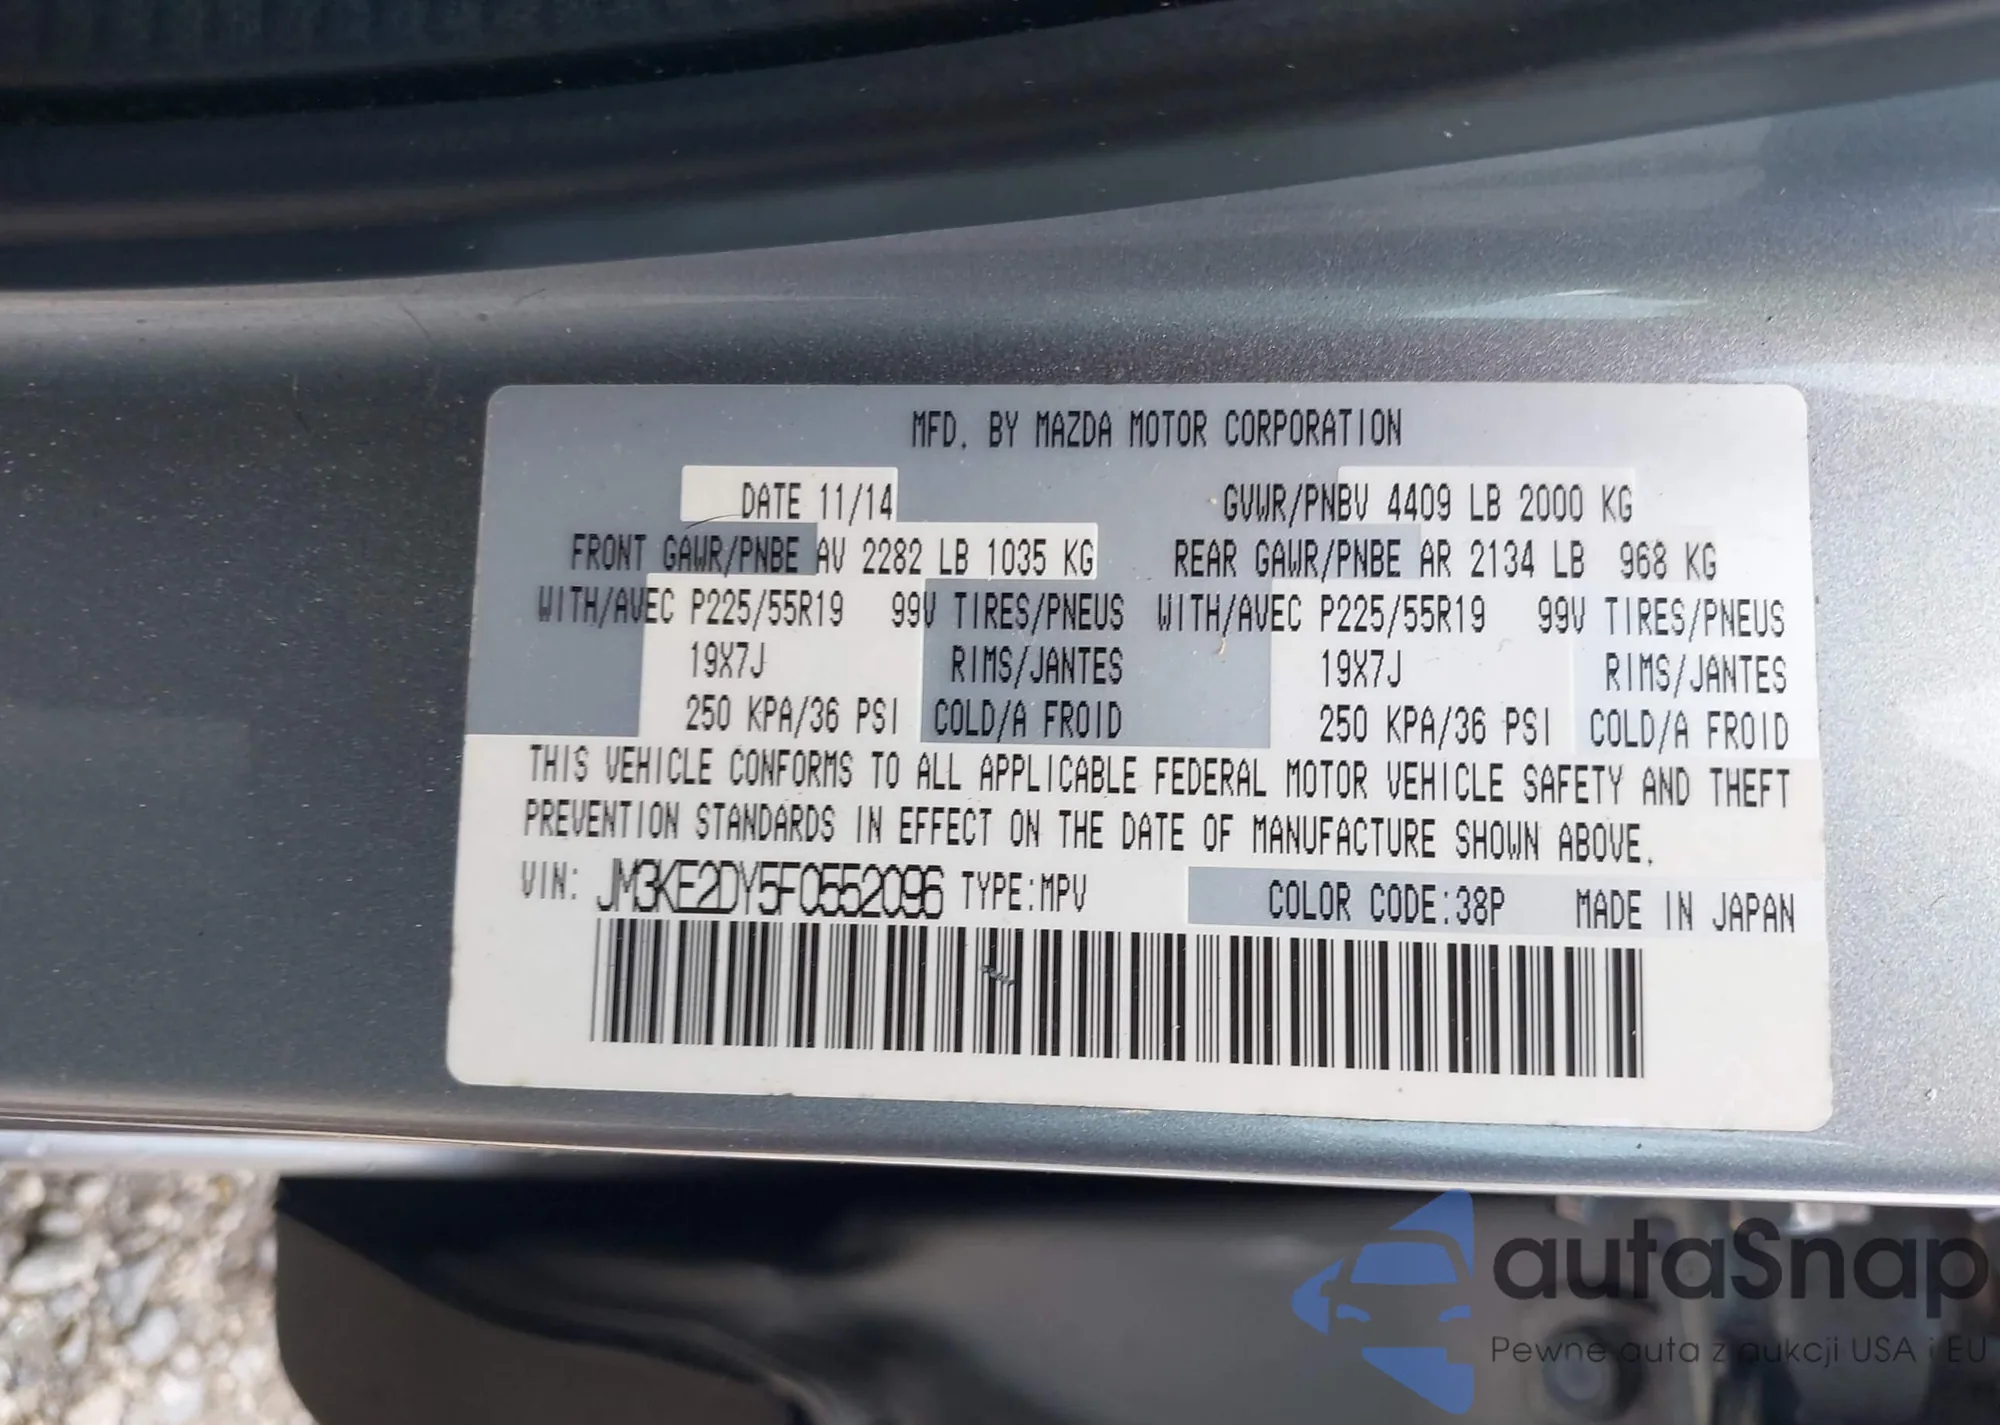 MFD. BY MAZDA MOTOR CORPORATION
DATE 11/14 GVWR/PNBV 4409 LB 2000 KG
FRONT GAWR/PNBE AV 2282 LB 1035 KG REAR GAWR/PNBE AR 2134 LB 968 KG
WITH/AVEC P225/55R19 99V TIRES/PNEUS WITH/AVEC P225/55R19 99V TIRES/PNEUS
19X7J RIMS/JANTES 19X7J RIMS/JANTES
250 KPA/36 PSI COLD/A FROID 250 KPA/36 PSI COLD/A FROID
THIS VEHICLE CONFORMS TO ALL APPLICABLE FEDERAL MOTOR VEHICLE SAFETY AND THEFT
PREVENTION STANDARDS IN EFFECT ON THE DATE OF MANUFACTURE SHOWN ABOVE.
VIN: JM3KE2DY5F0552096 TYPE:MPV COLOR CODE:38P MADE IN JAPAN
autaSnap
Pewne auta z aukcji USA i EU